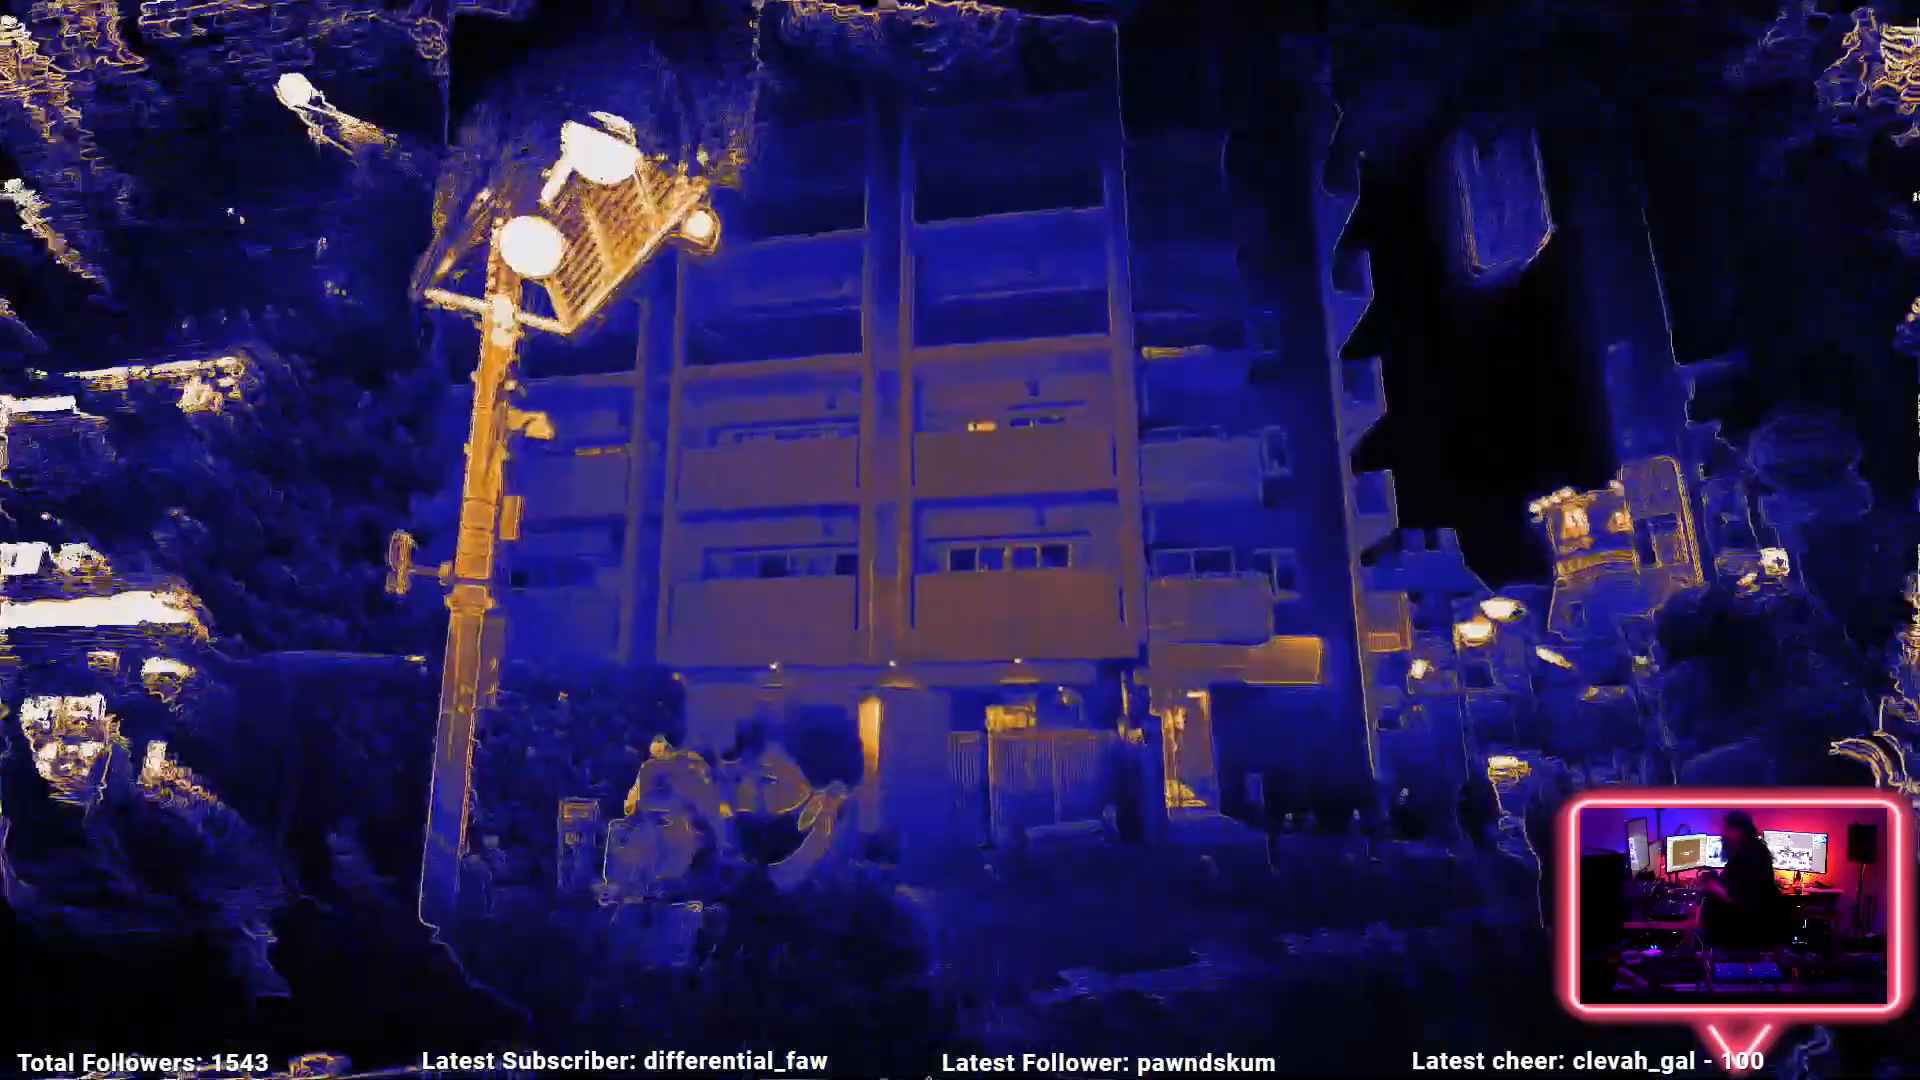 Total Followers: 1543
Latest Subscriber: differential_faw
Latest Follower: pawndskum
Latest cheer: clevah_gal - 100